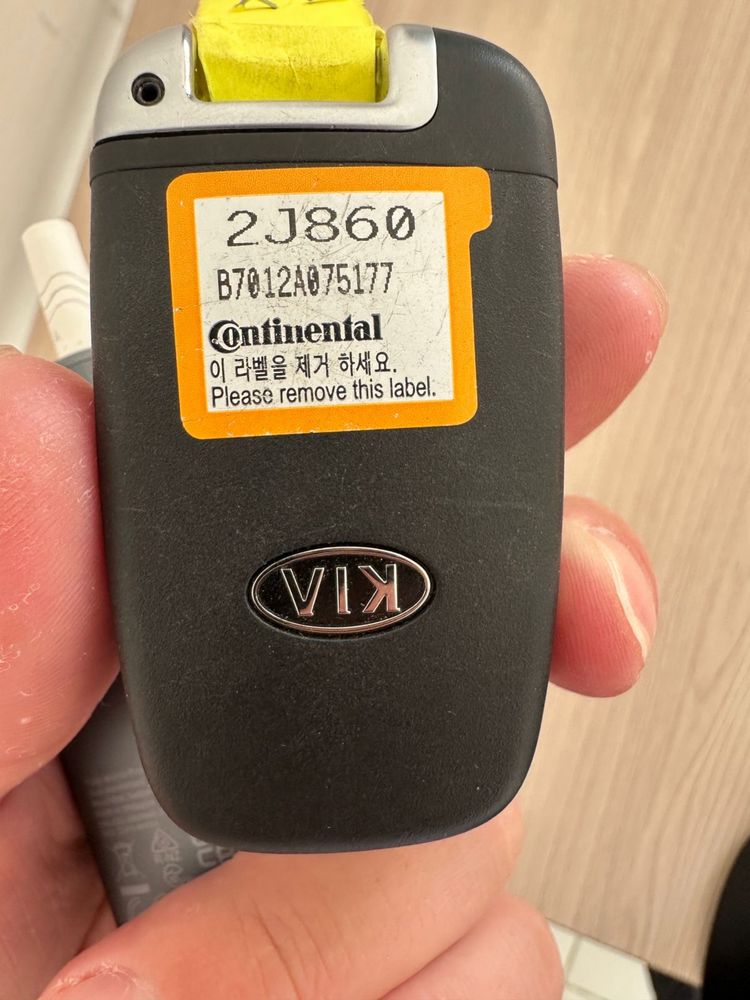 2J860
B7012A075177
Continental
이 라벨을 제거 하세요.
Please remove this label.
KIA